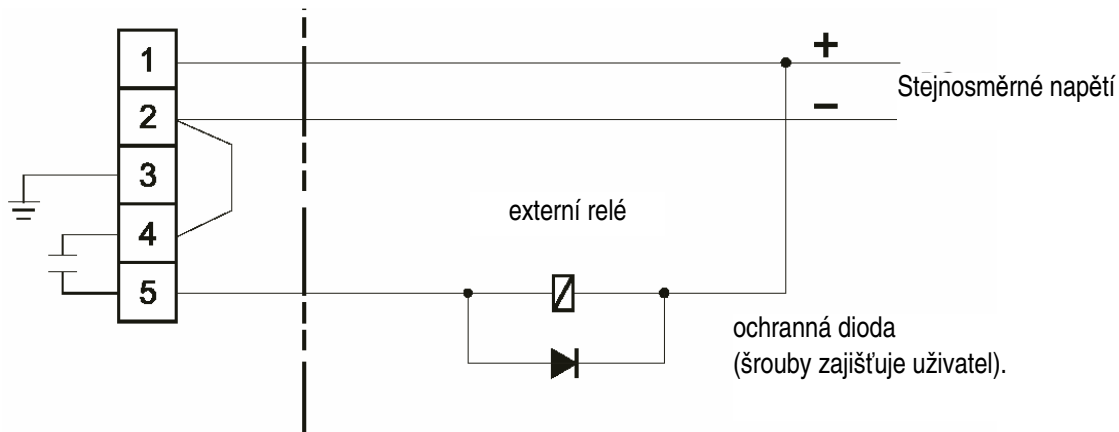 1
2
3
4
5
+
Stejnosměrné napětí
−
externí relé
ochranná dioda
(šrouby zajišťuje uživatel).